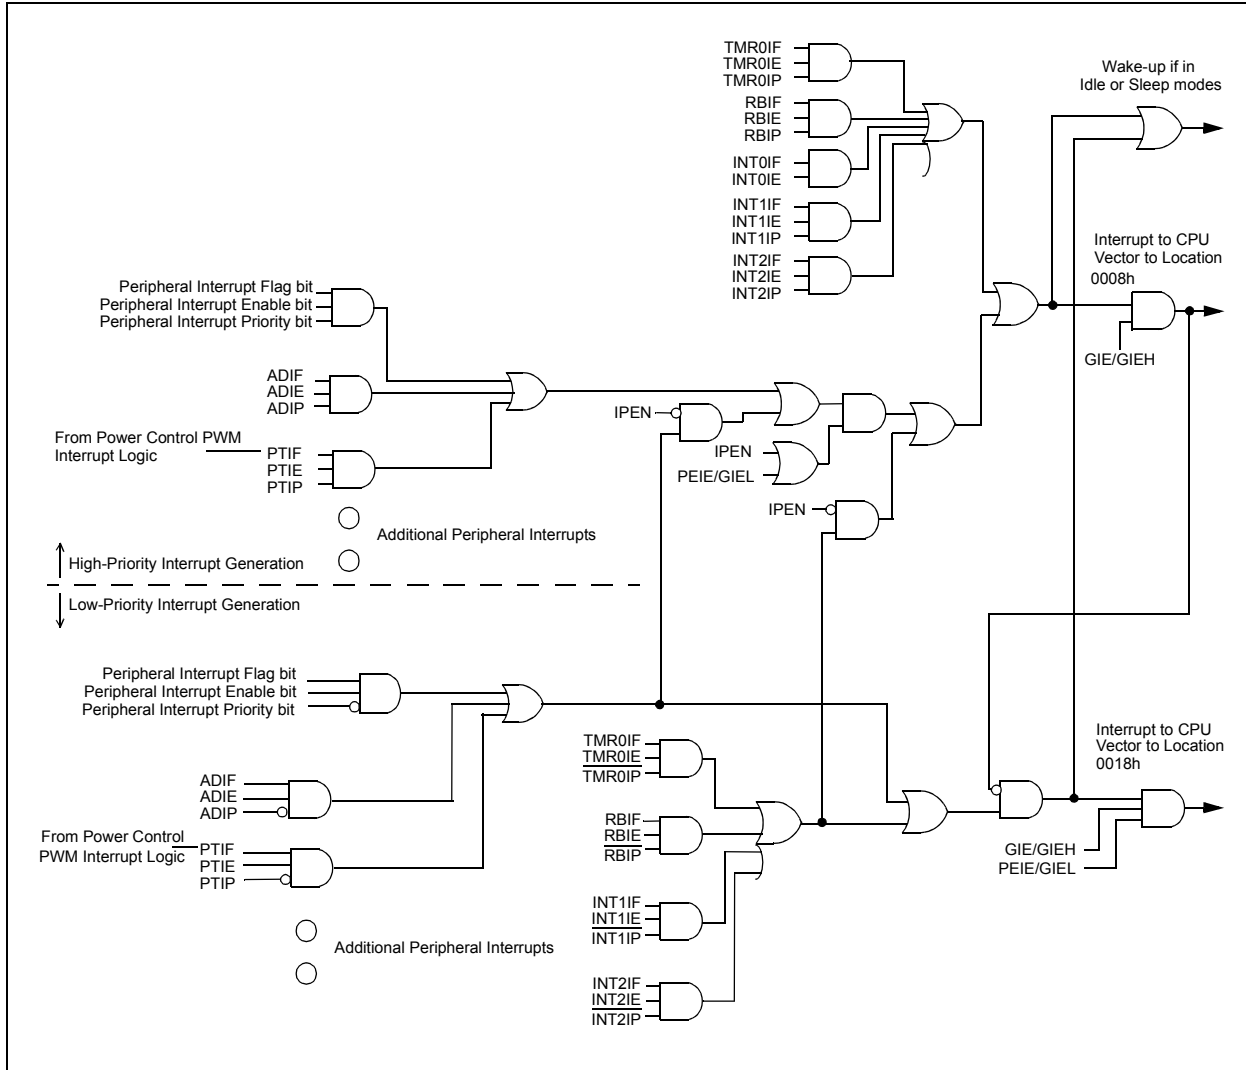 TMR0IF
TMR0IE
TMR0IP
RBIF
RBIE
RBIP
INT0IF
INT0IE
INT1IF
INT1IE
INT1IP
INT2IF
INT2IE
INT2IP
Wake-up if in
Idle or Sleep modes
Interrupt to CPU
Vector to Location
0008h
GIE/GIEH
Peripheral Interrupt Flag bit
Peripheral Interrupt Enable bit
Peripheral Interrupt Priority bit
ADIF
ADIE
ADIP
From Power Control PWM
Interrupt Logic
PTIF
PTIE
PTIP
IPEN
IPEN
PEIE/GIEL
IPEN
Additional Peripheral Interrupts
High-Priority Interrupt Generation
Low-Priority Interrupt Generation
Peripheral Interrupt Flag bit
Peripheral Interrupt Enable bit
Peripheral Interrupt Priority bit
ADIF
ADIE
ADIP
From Power Control
PWM Interrupt Logic
PTIF
PTIE
PTIP
Additional Peripheral Interrupts
TMR0IF
TMR0IE
TMR0IP
RBIF
RBIE
RBIP
INT1IF
INT1IE
INT1IP
INT2IF
INT2IE
INT2IP
Interrupt to CPU
Vector to Location
0018h
GIE/GIEH
PEIE/GIEL